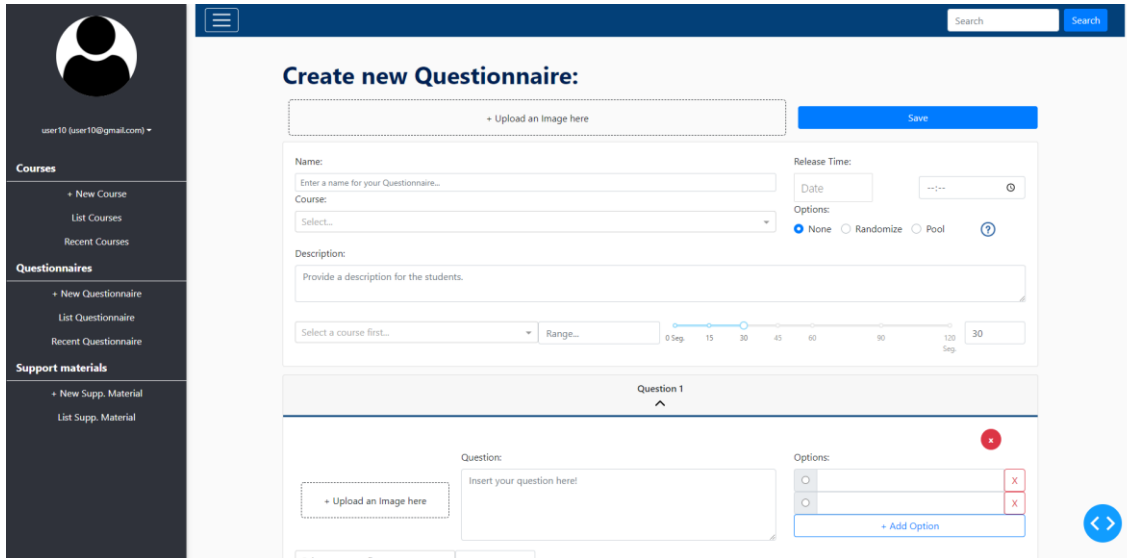 Search
Search
user10 (user10@gmail.com)
Courses
+ New Course
List Courses
Recent Courses
Questionnaires
+ New Questionnaire
List Questionnaire
Recent Questionnaire
Support materials
+ New Supp. Material
List Supp. Material
Create new Questionnaire:
+ Upload an Image here
Save
Name:
Enter a name for your Questionnaire...
Course:
Select...
Release Time:
Date
--:--
Options:
None Randomize Pool ?
Description:
Provide a description for the students.
Select a course first...
Range...
0 Seg. 15 30 45 60 90 120 Seg.
30
Question 1
x
Question:
Insert your question here!
+ Upload an Image here
Options:
X
X
+ Add Option